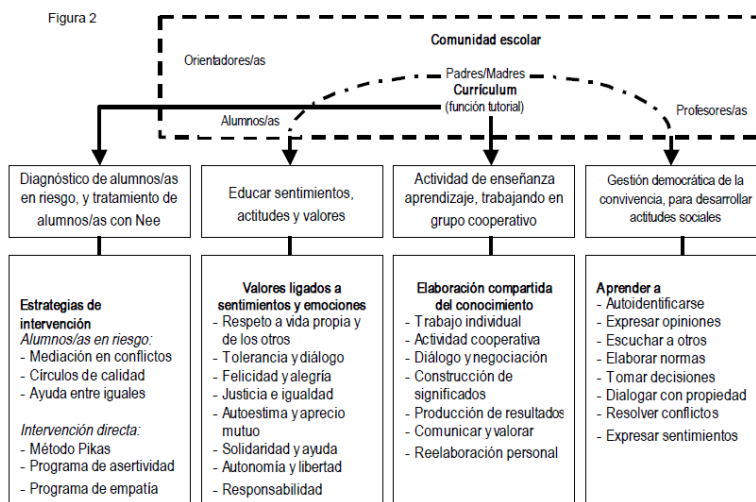 Figura 2
Comunidad escolar
Orientadores/as
Padres/Madres
Currículum
(función tutorial)
Alumnos/as
Profesores/as
Diagnóstico de alumnos/as
en riesgo, y tratamiento de
alumnos/as con Nee
Educar sentimientos,
actitudes y valores
Actividad de enseñanza
aprendizaje, trabajando en
grupo cooperativo
Gestión democrática de la
convivencia, para desarrollar
actitudes sociales
Estrategias de
intervención
Alumnos/as en riesgo:
- Mediación en conflictos
- Círculos de calidad
- Ayuda entre iguales
Intervención directa:
- Método Pikas
- Programa de asertividad
- Programa de empatía
Valores ligados a
sentimientos y emociones
- Respeto a vida propia y
de los otros
- Tolerancia y diálogo
- Felicidad y alegría
- Justicia e igualdad
- Autoestima y aprecio
mutuo
- Solidaridad y ayuda
- Autonomía y libertad
- Responsabilidad
Elaboración compartida
del conocimiento
- Trabajo individual
- Actividad cooperativa
- Diálogo y negociación
- Construcción de
significados
- Producción de resultados
- Comunicar y valorar
- Reelaboración personal
Aprender a
- Autoidentificarse
- Expresar opiniones
- Escuchar a otros
- Elaborar normas
- Tomar decisiones
- Dialogar con propiedad
- Resolver conflictos
- Expresar sentimientos